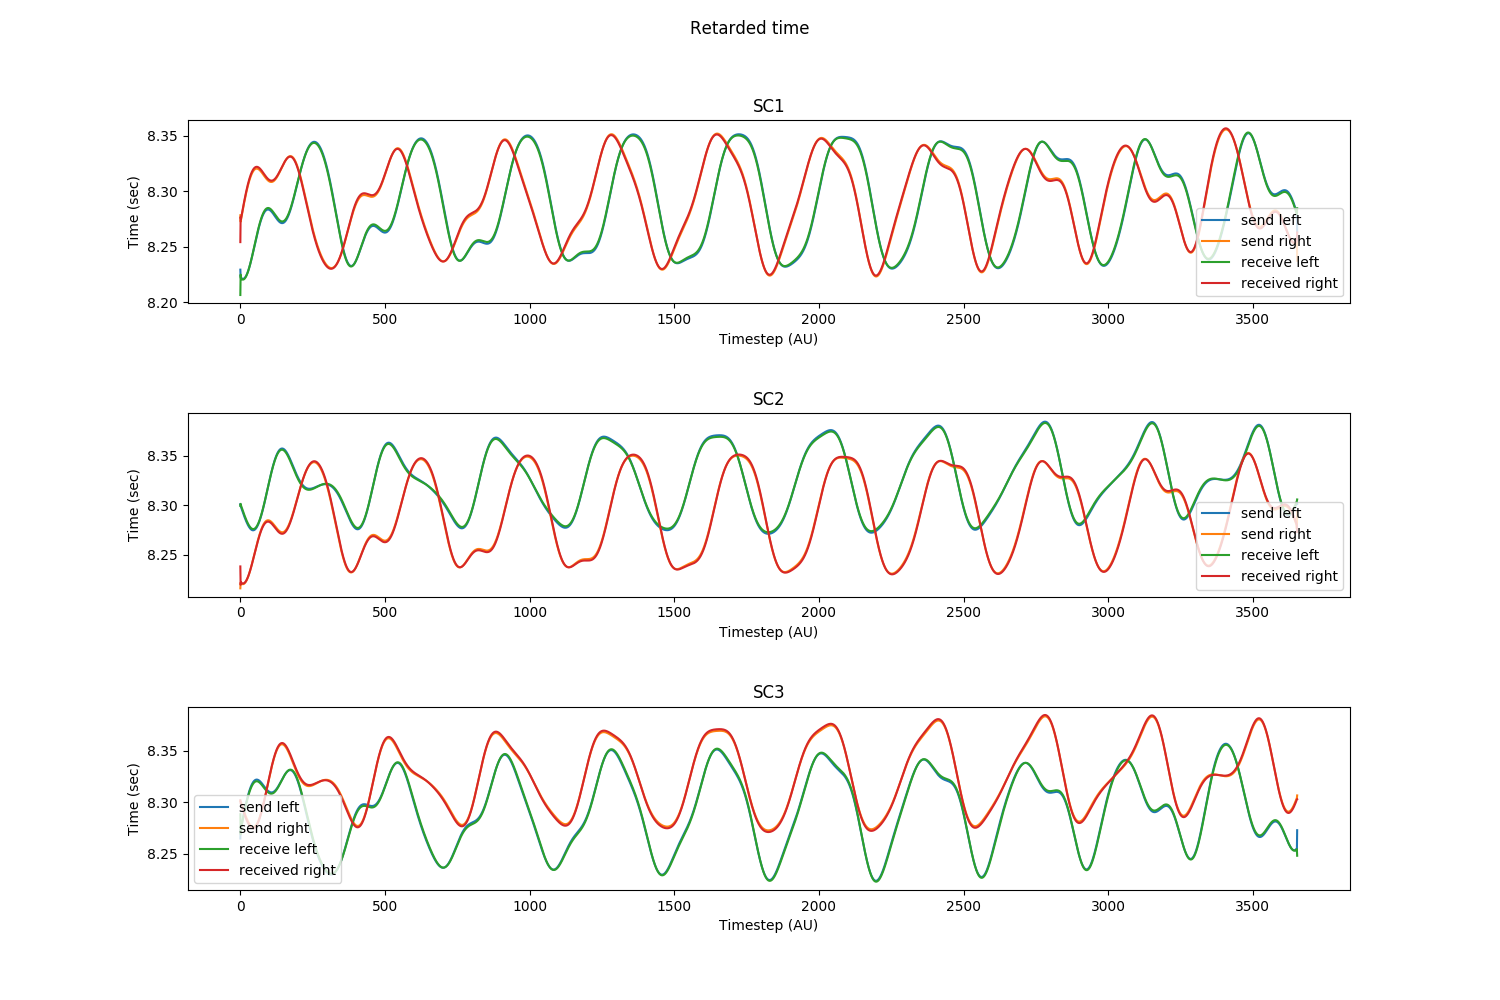 Retarded time
SC1
Time (sec)
8.35
8.30
8.25
8.20
0 500 1000 1500 2000 2500 3000 3500
Timestep (AU)
send left
send right
receive left
received right
SC2
Time (sec)
8.35
8.30
8.25
0 500 1000 1500 2000 2500 3000 3500
Timestep (AU)
send left
send right
receive left
received right
SC3
Time (sec)
8.35
8.30
8.25
0 500 1000 1500 2000 2500 3000 3500
Timestep (AU)
send left
send right
receive left
received right